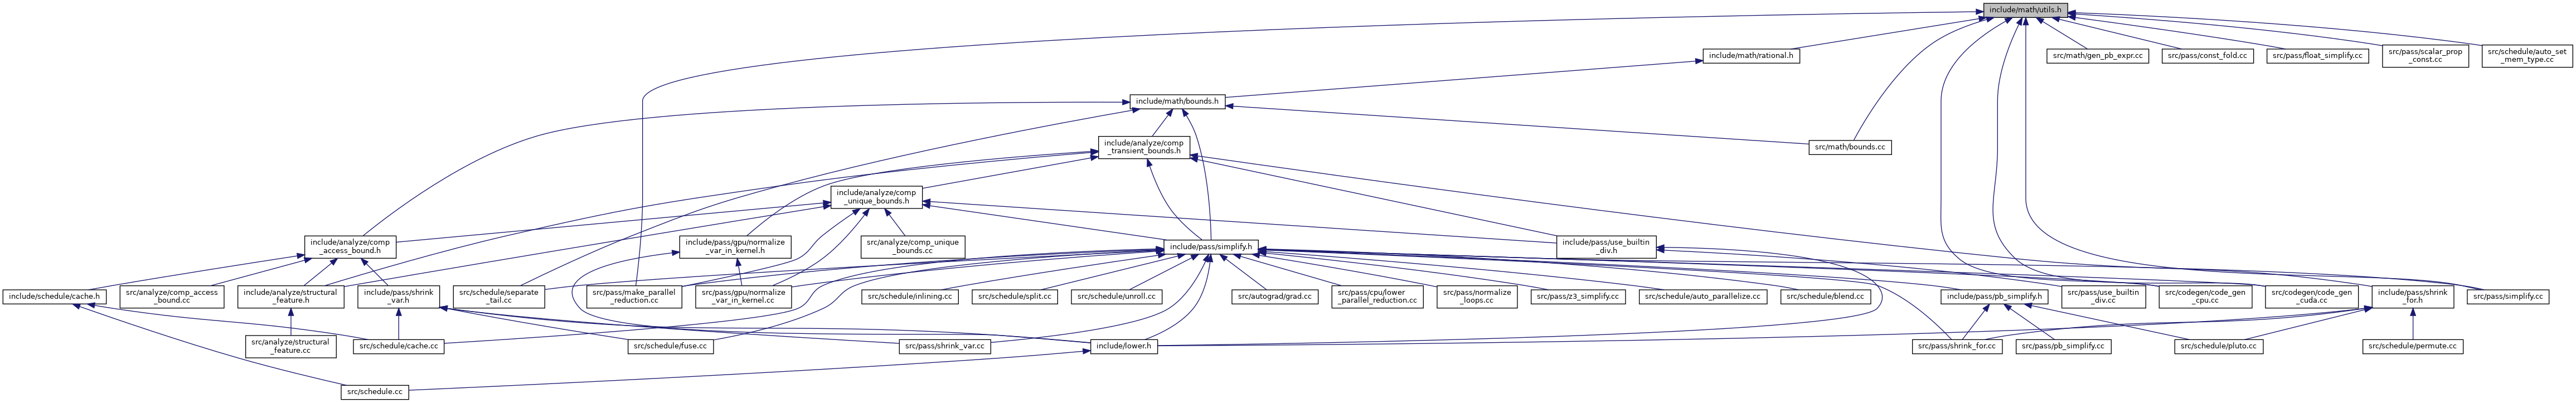 include/math/utils.h
include/math/rational.h
src/math/gen_pb_expr.cc
src/pass/const_fold.cc
src/pass/float_simplify.cc
src/pass/scalar_prop
_const.cc
src/schedule/auto_set
_mem_type.cc
include/math/bounds.h
include/analyze/comp
_transient_bounds.h
src/math/bounds.cc
include/analyze/comp
_unique_bounds.h
include/analyze/comp
_access_bound.h
include/pass/gpu/normalize
_var_in_kernel.h
src/analyze/comp_unique
_bounds.cc
include/pass/simplify.h
include/pass/use_builtin
_div.h
include/schedule/cache.h
src/analyze/comp_access
_bound.cc
include/analyze/structural
_feature.h
include/pass/shrink
_var.h
src/schedule/separate
_tail.cc
src/pass/make_parallel
_reduction.cc
src/pass/gpu/normalize
_var_in_kernel.cc
src/schedule/inlining.cc
src/schedule/split.cc
src/schedule/unroll.cc
src/autograd/grad.cc
src/pass/cpu/lower
_parallel_reduction.cc
src/pass/normalize
_loops.cc
src/pass/z3_simplify.cc
src/schedule/auto_parallelize.cc
src/schedule/blend.cc
include/pass/pb_simplify.h
src/pass/use_builtin
_div.cc
src/codegen/code_gen
_cpu.cc
src/codegen/code_gen
_cuda.cc
include/pass/shrink
_for.h
src/pass/simplify.cc
src/analyze/structural
_feature.cc
src/schedule/cache.cc
src/schedule/fuse.cc
src/pass/shrink_var.cc
include/lower.h
src/pass/shrink_for.cc
src/pass/pb_simplify.cc
src/schedule/pluto.cc
src/schedule/permute.cc
src/schedule.cc